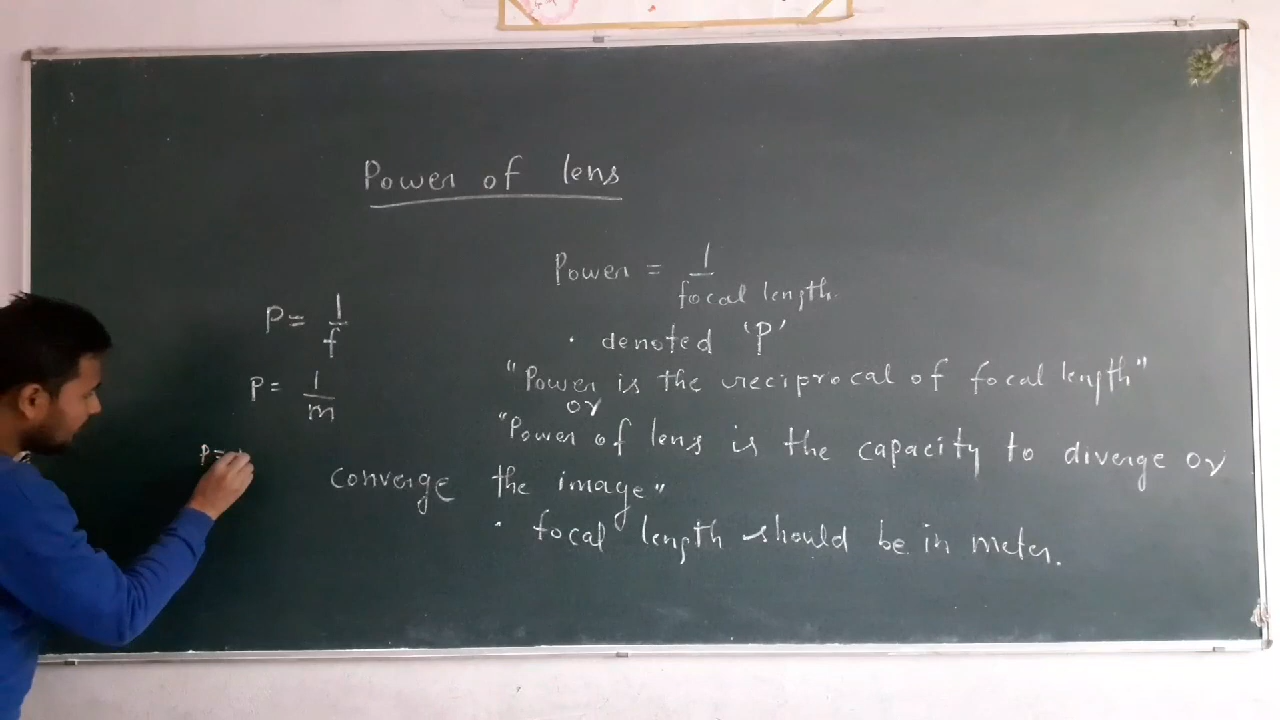 Power of lens
Power = 1/focal length
P = 1/f
• denoted 'P'
"Power is the reciprocal of focal length"
P = 1/m
or
"Power of lens is the capacity to diverge or
converge the image"
P =
• focal length should be in meter.